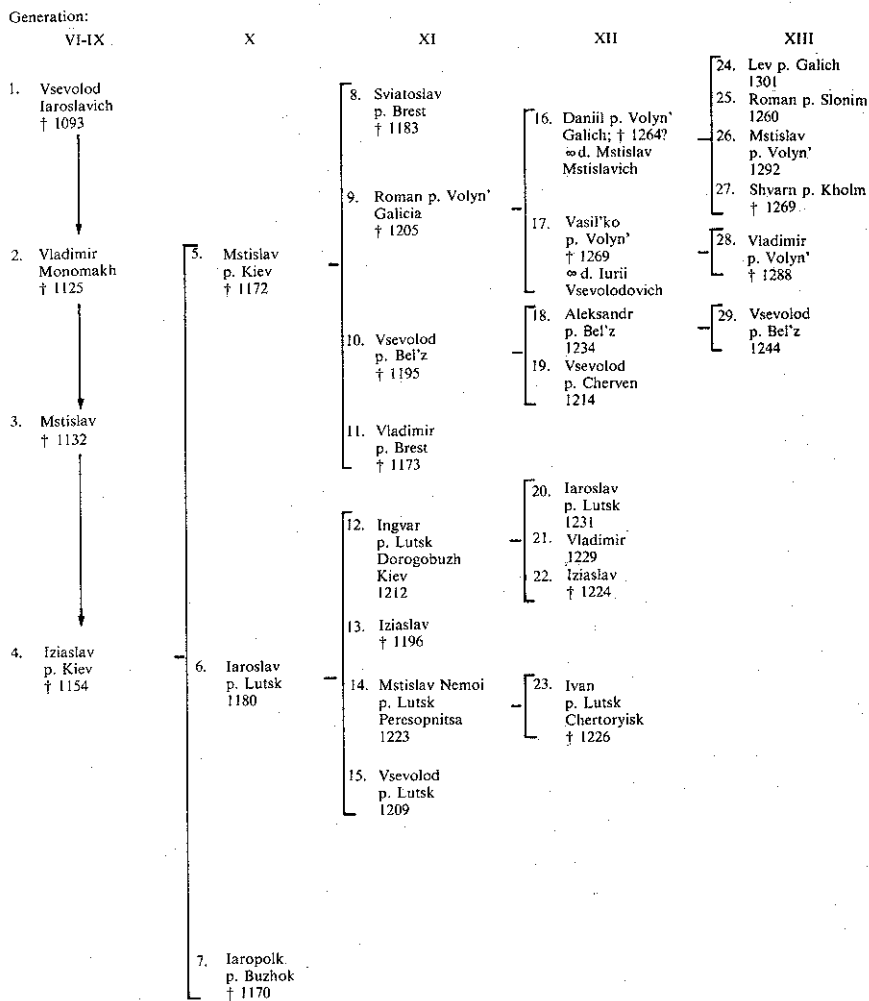 Generation:
VI-IX
X
XI
XII
XIII
1. Vsevolod
Iaroslavich
† 1093
2. Vladimir
Monomakh
† 1125
3. Mstislav
† 1132
4. Iziaslav
p. Kiev
† 1154
5. Mstislav
p. Kiev
† 1172
6. Iaroslav
p. Lutsk
1180
7. Iaropolk
p. Buzhok
† 1170
8. Sviatoslav
p. Brest
† 1183
9. Roman p. Volyn'
Galicia
† 1205
10. Vsevolod
p. Bel'z
† 1195
11. Vladimir
p. Brest
† 1173
12. Ingvar
p. Lutsk
Dorogobuzh
Kiev
1212
13. Iziaslav
† 1196
14. Mstislav Nemoi
p. Lutsk
Peresopnitsa
1223
15. Vsevolod
p. Lutsk
1209
16. Daniil p. Volyn'
Galich; † 1264?
∞ d. Mstislav
Mstislavich
17. Vasil'ko
p. Volyn'
† 1269
∞ d. Iurii
Vsevolodovich
18. Aleksandr
p. Bel'z
1234
19. Vsevolod
p. Cherven
1214
20. Iaroslav
p. Lutsk
1231
21. Vladimir
1229
22. Iziaslav
† 1224
23. Ivan
p. Lutsk
Chertoryisk
† 1226
24. Lev p. Galich
1301
25. Roman p. Slonim
1260
26. Mstislav
p. Volyn'
1292
27. Shvarn p. Kholm
† 1269
28. Vladimir
p. Volyn'
† 1288
29. Vsevolod
p. Bel'z
1244